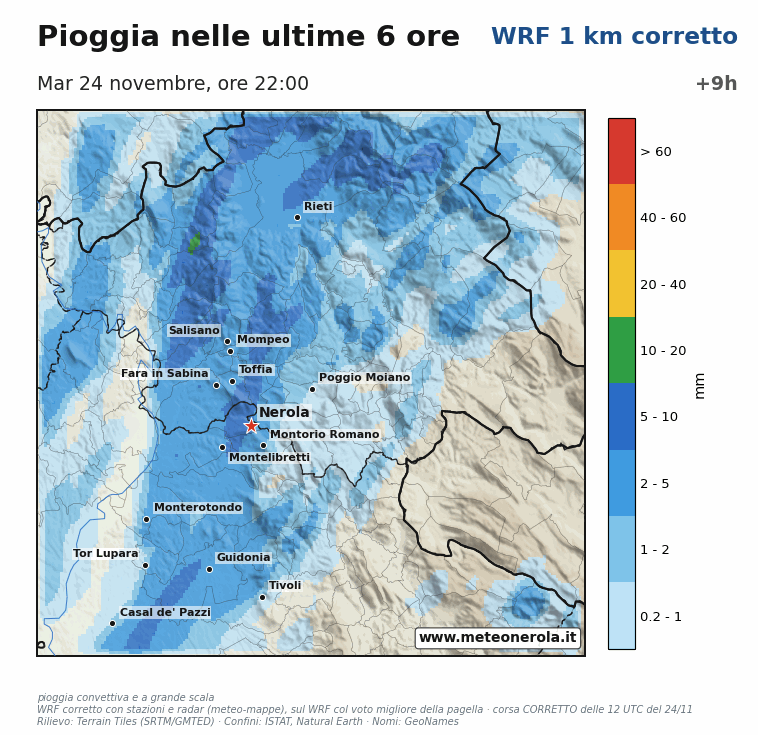 Pioggia nelle ultime 6 ore
WRF 1 km corretto
Mar 24 novembre, ore 22:00
+9h
Rieti
Salisano
Mompeo
Toffia
Fara in Sabina
Poggio Moiano
Nerola
Montorio Romano
Montelibretti
Monterotondo
Tor Lupara
Guidonia
Tivoli
Casal de' Pazzi
www.meteonerola.it
> 60
40 - 60
20 - 40
10 - 20
5 - 10
2 - 5
1 - 2
0.2 - 1
mm
pioggia convettiva e a grande scala
WRF corretto con stazioni e radar (meteo-mappe), sul WRF col voto migliore della pagella · corsa CORRETTO delle 12 UTC del 24/11
Rilievo: Terrain Tiles (SRTM/GMTED) · Confini: ISTAT, Natural Earth · Nomi: GeoNames